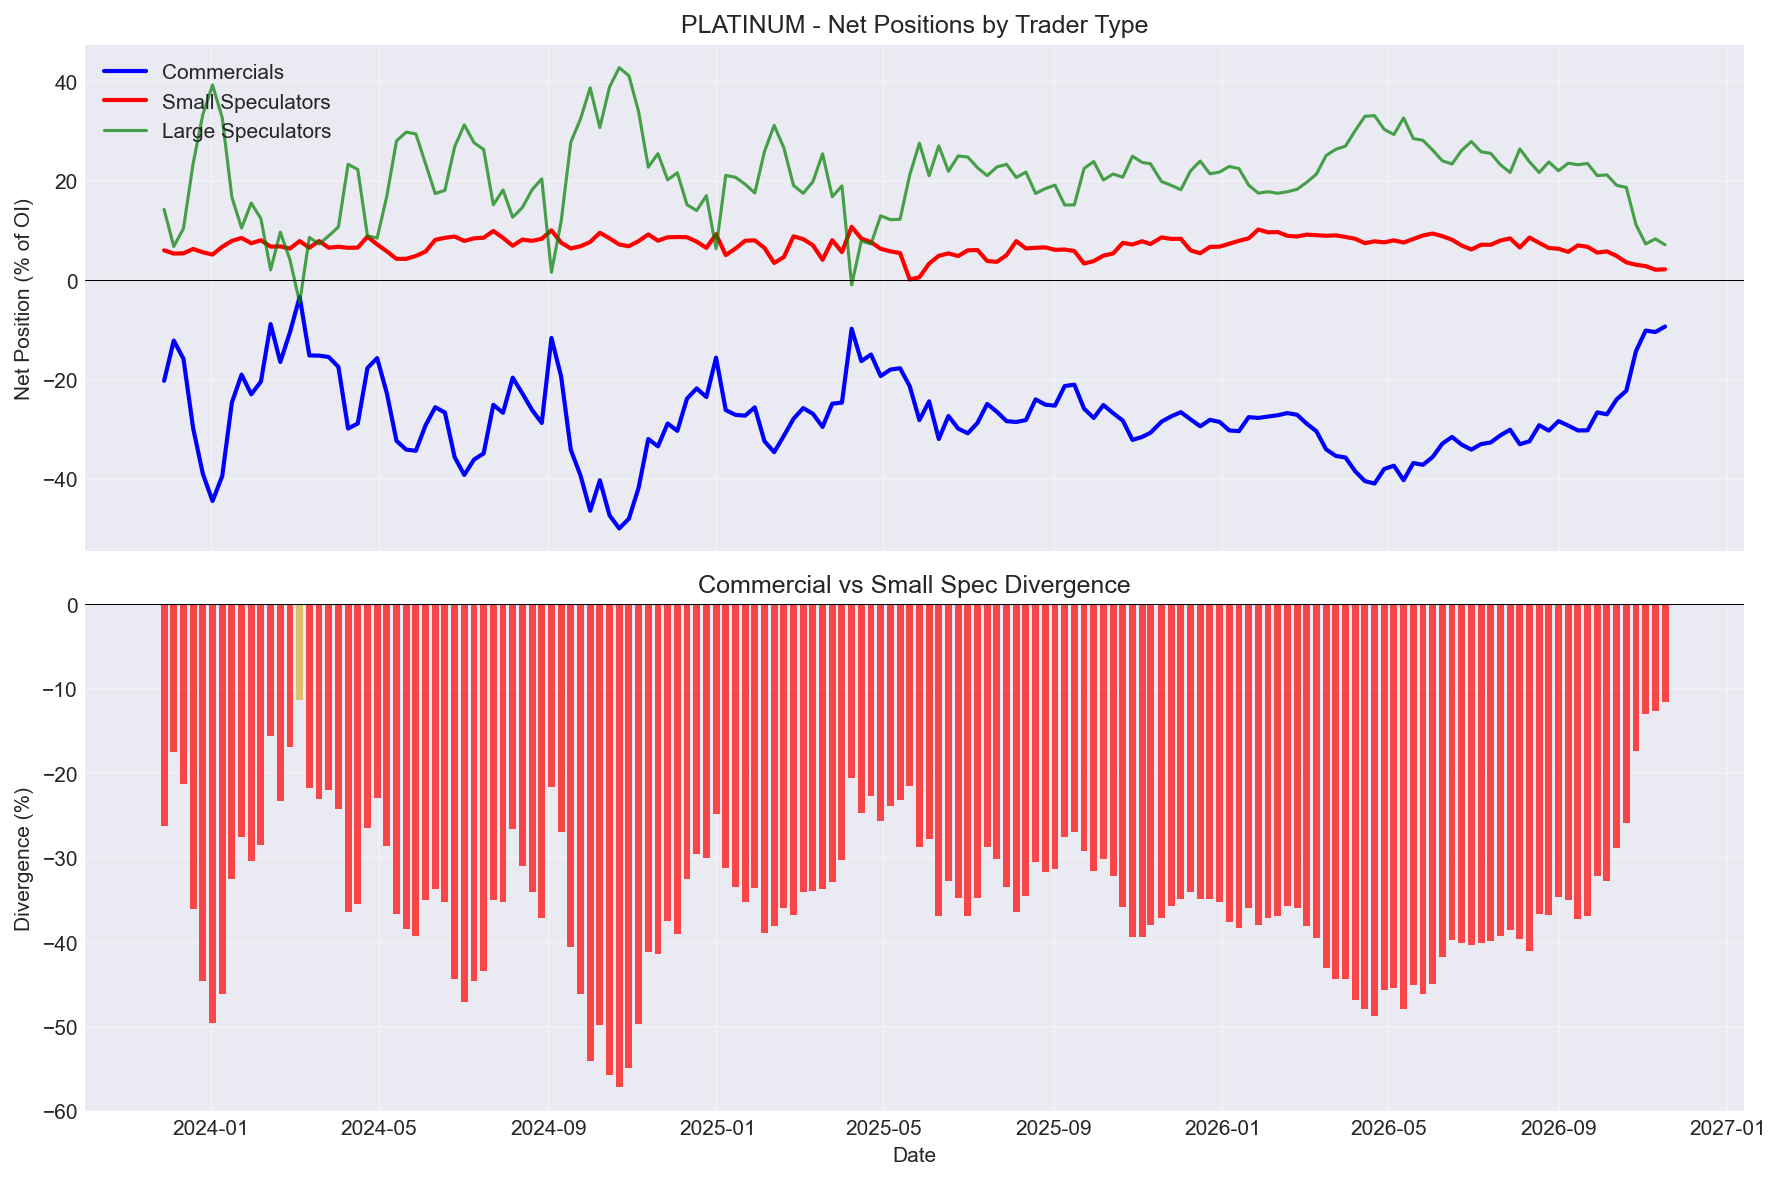 PLATINUM - Net Positions by Trader Type
Commercials
Small Speculators
Large Speculators
40
20
0
−20
−40
Net Position (% of OI)
Commercial vs Small Spec Divergence
0
−10
−20
−30
−40
−50
−60
Divergence (%)
2024-01 2024-05 2024-09 2025-01 2025-05 2025-09 2026-01 2026-05 2026-09 2027-01
Date